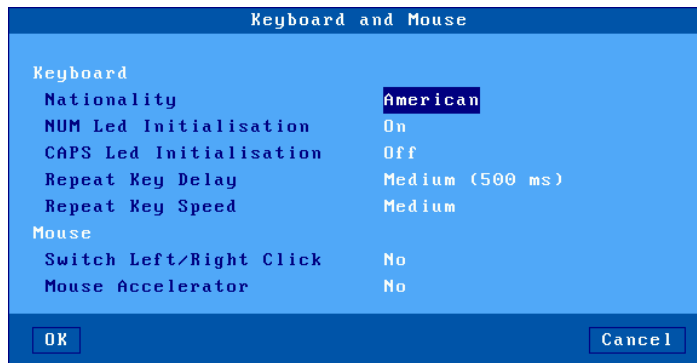 Keyboard and Mouse
Keyboard
Nationality American
NUM Led Initialisation On
CAPS Led Initialisation Off
Repeat Key Delay Medium (500 ms)
Repeat Key Speed Medium
Mouse
Switch Left/Right Click No
Mouse Accelerator No
OK Cancel